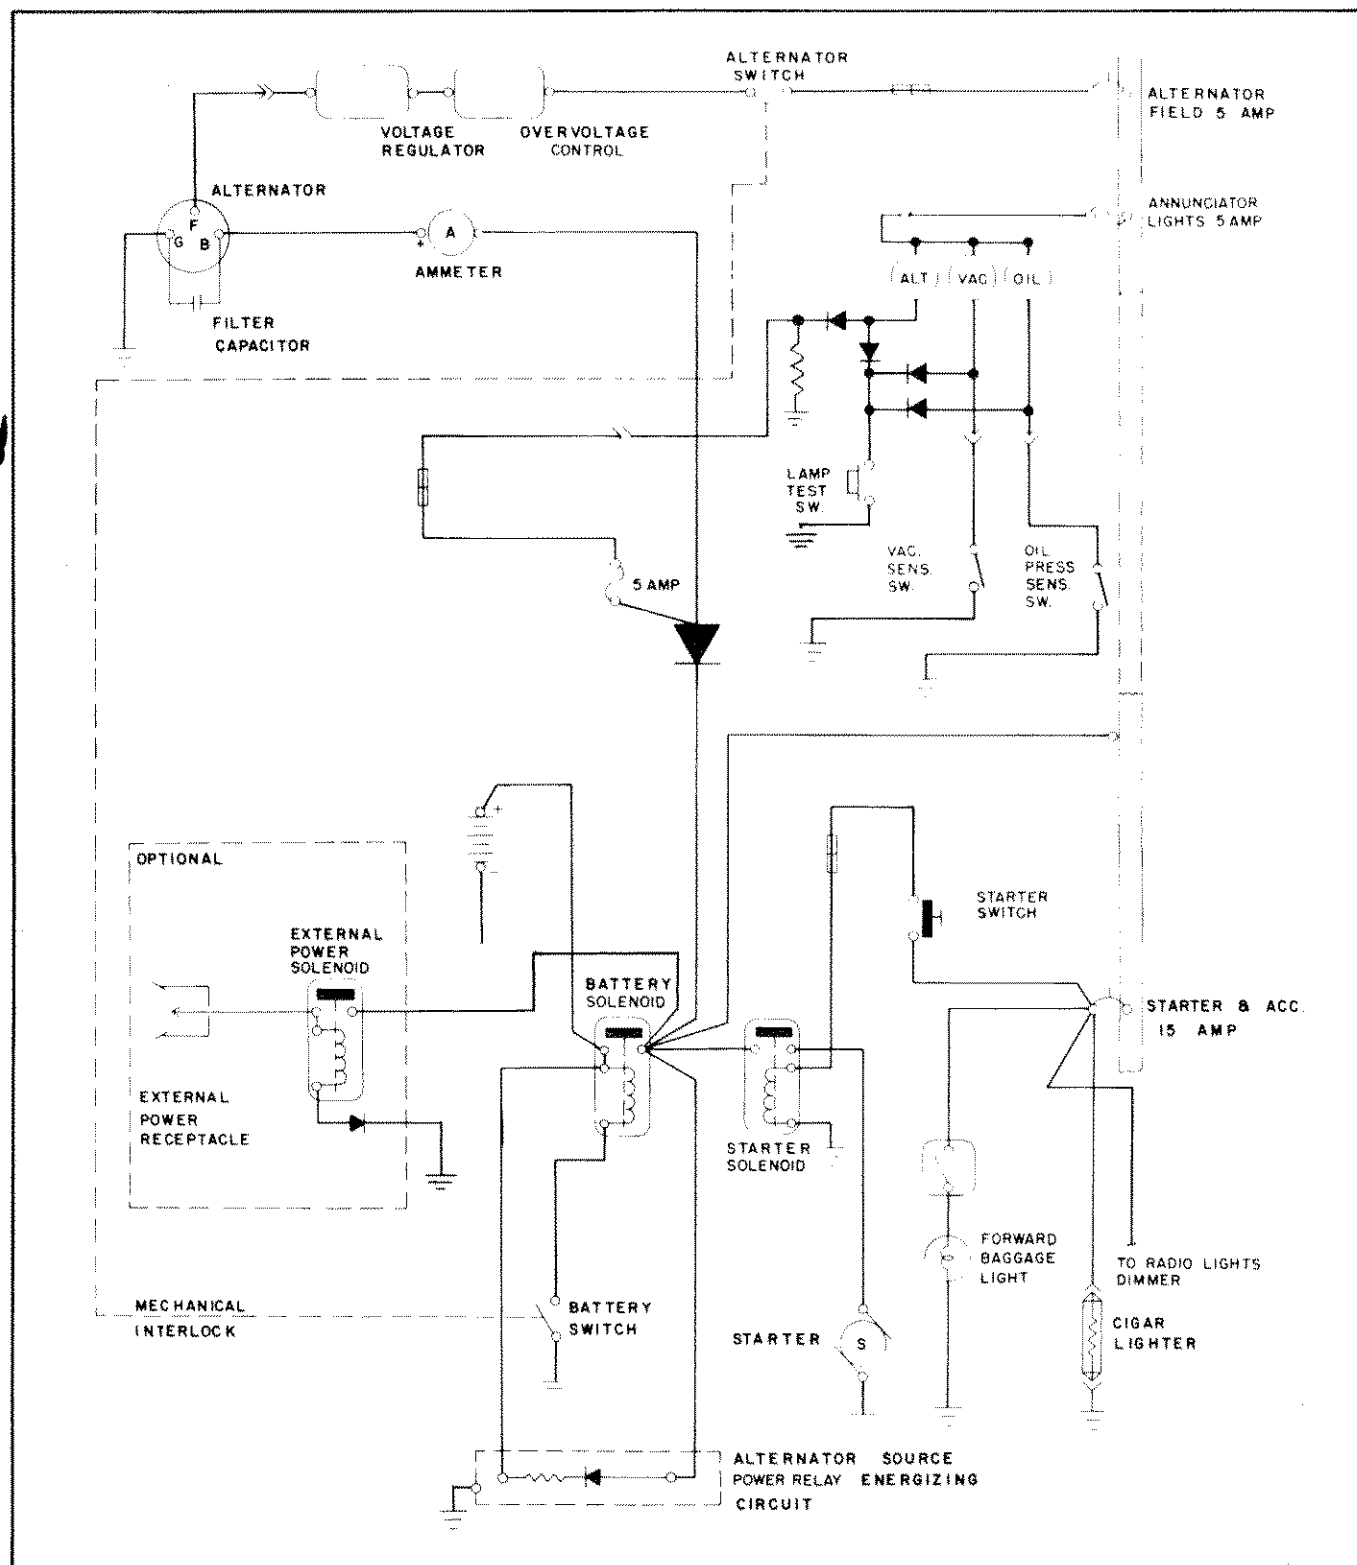 ALTERNATOR
SWITCH
ALTERNATOR
FIELD 5 AMP
VOLTAGE
REGULATOR
OVERVOLTAGE
CONTROL
ALTERNATOR
F
G
B
A
+
AMMETER
ANNUNCIATOR
LIGHTS 5 AMP
(ALT)
(VAC)
(OIL)
FILTER
CAPACITOR
LAMP
TEST
SW.
VAC.
SENS.
SW.
OIL
PRESS
SENS.
SW.
5 AMP
+
-
OPTIONAL
STARTER
SWITCH
EXTERNAL
POWER
SOLENOID
BATTERY
SOLENOID
STARTER & ACC.
15 AMP
EXTERNAL
POWER
RECEPTACLE
STARTER
SOLENOID
FORWARD
BAGGAGE
LIGHT
TO RADIO LIGHTS
DIMMER
MECHANICAL
INTERLOCK
BATTERY
SWITCH
STARTER
S
CIGAR
LIGHTER
ALTERNATOR SOURCE
POWER RELAY ENERGIZING
CIRCUIT